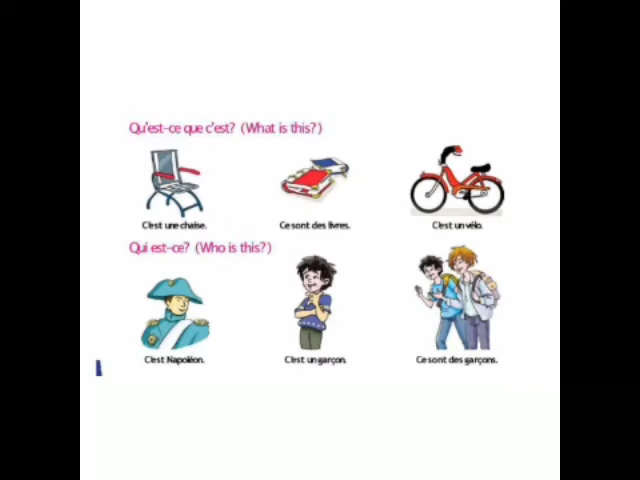 Qu'est-ce que c'est? (What is this?)
C'est une chaise. Ce sont des livres. C'est un vélo.
Qui est-ce? (Who is this?)
C'est Napoléon. C'est un garçon. Ce sont des garçons.